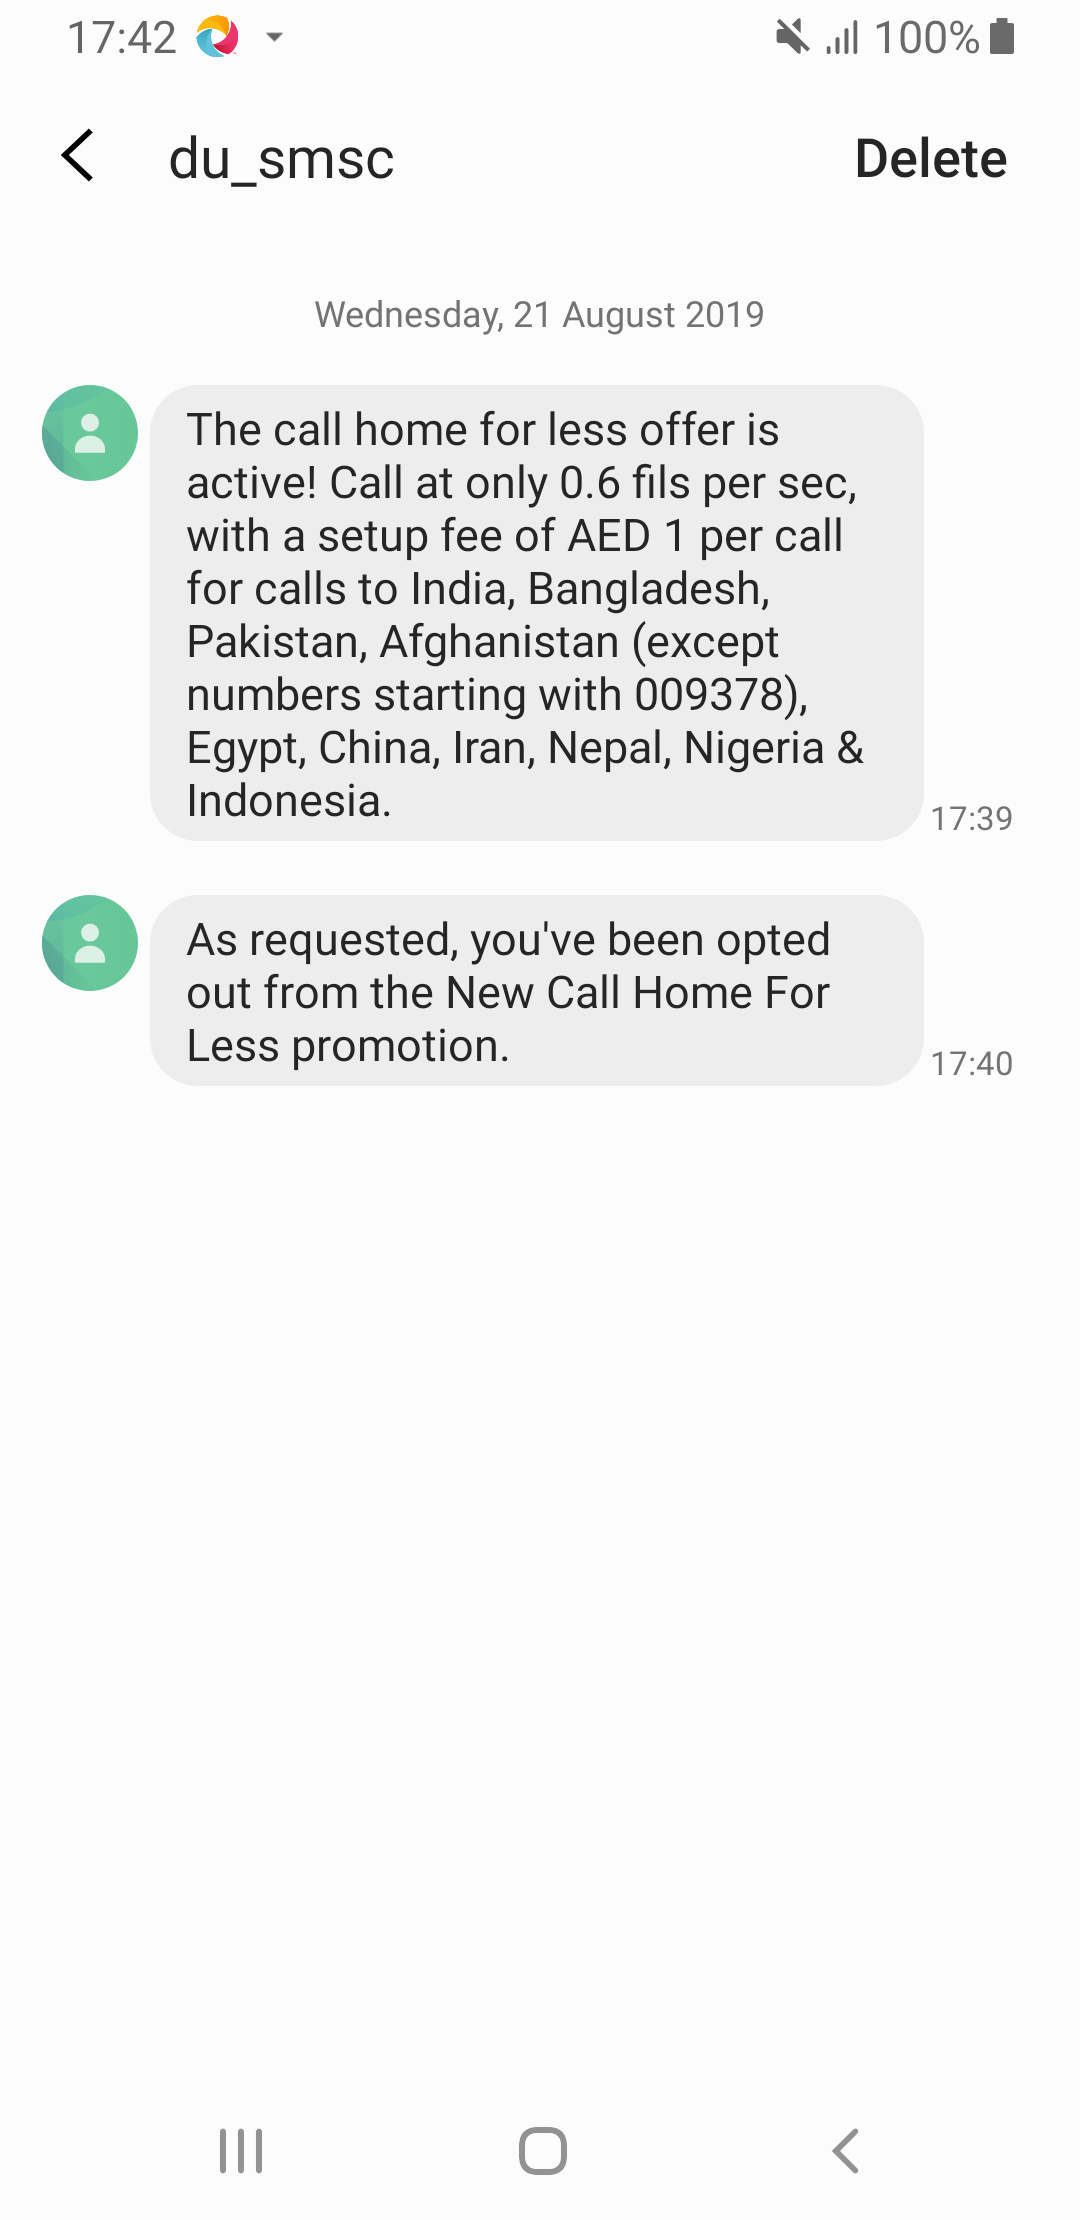 17:42
100%
du_smsc
Delete
Wednesday, 21 August 2019
The call home for less offer is
active! Call at only 0.6 fils per sec,
with a setup fee of AED 1 per call
for calls to India, Bangladesh,
Pakistan, Afghanistan (except
numbers starting with 009378),
Egypt, China, Iran, Nepal, Nigeria &
Indonesia.
17:39
As requested, you've been opted
out from the New Call Home For
Less promotion.
17:40